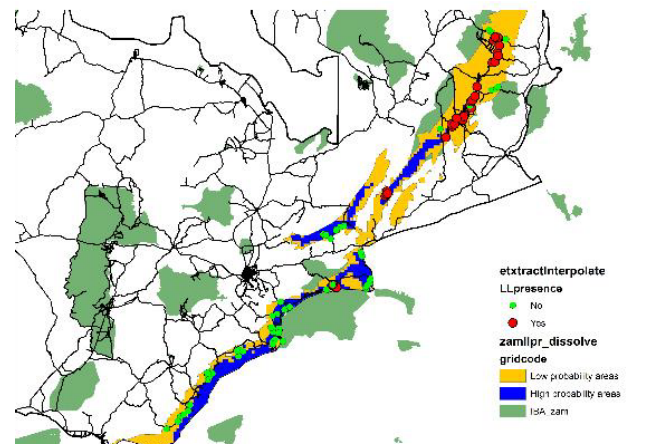 etxtractInterpolate
LLpresence
No
Yes
zamllpr_dissolve
gridcode
Low probability areas
High probability areas
IBA_zam